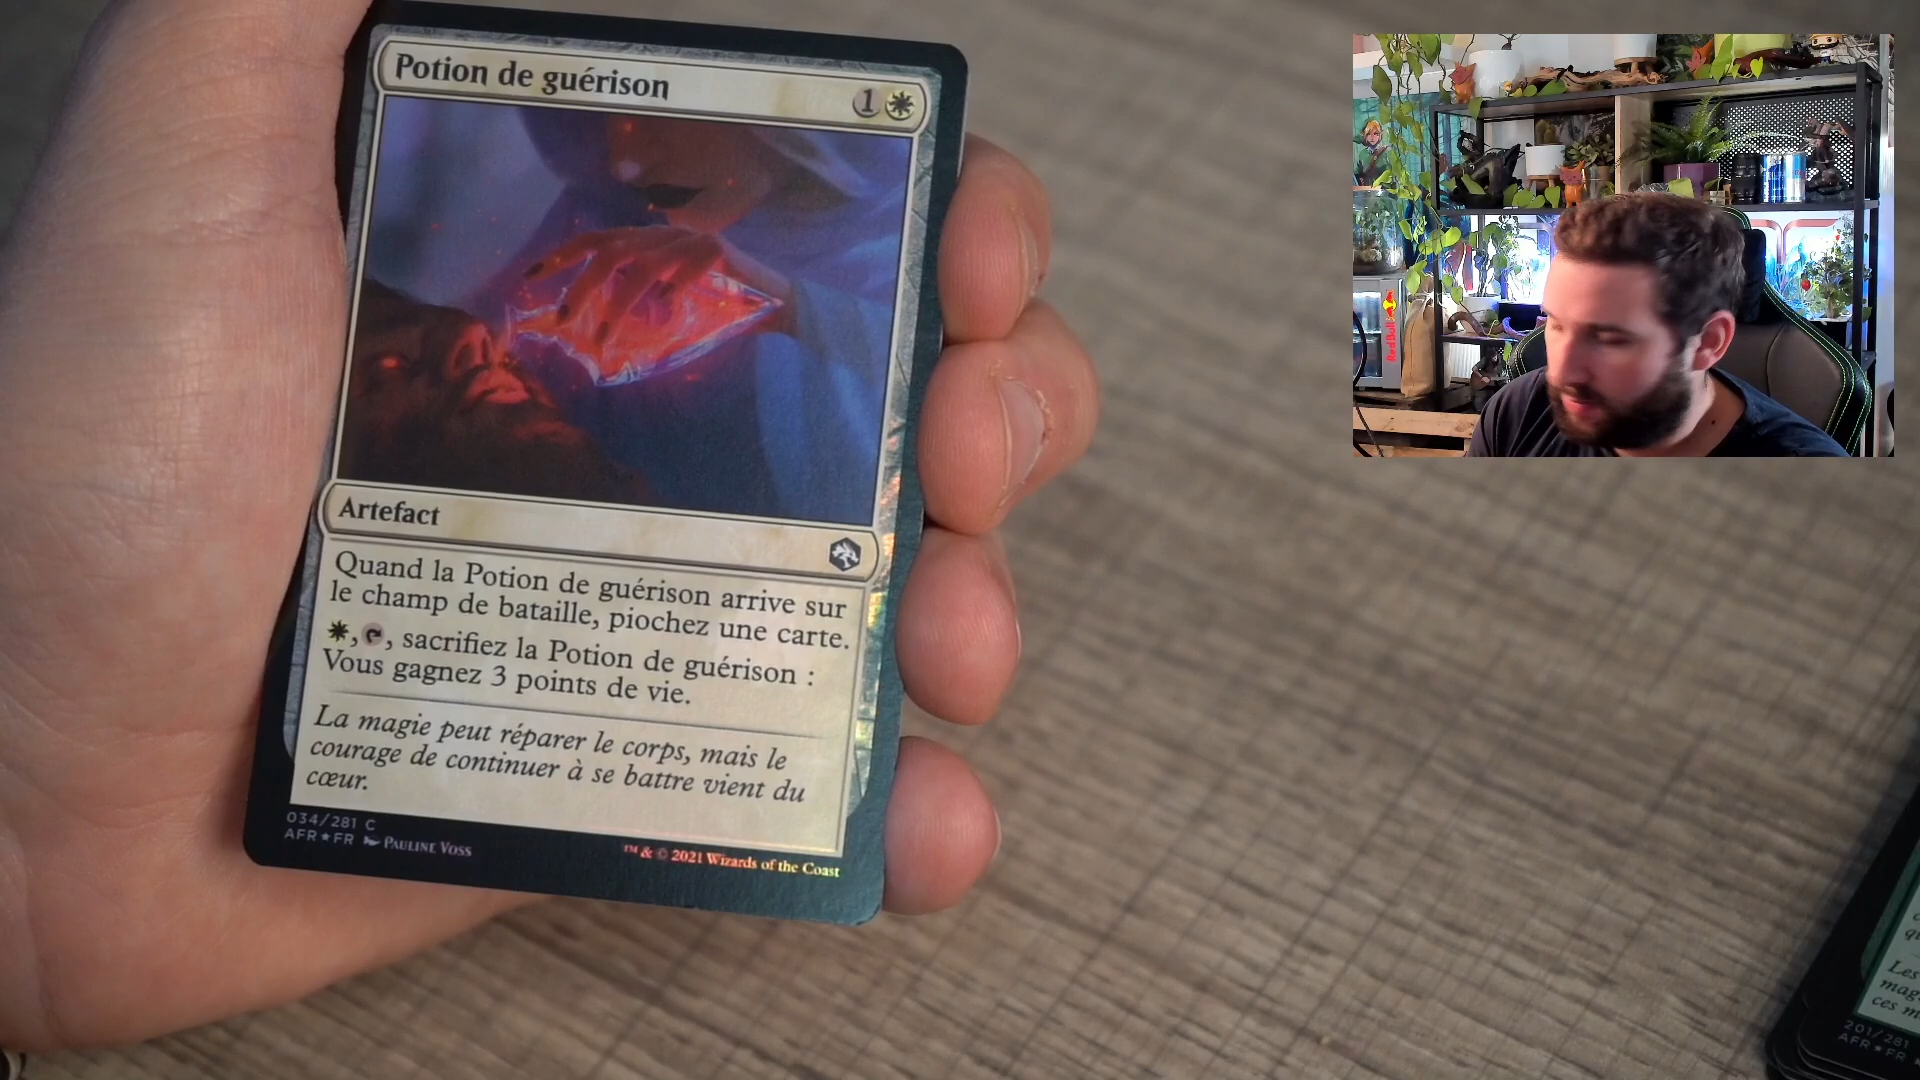 Potion de guérison
1
Artefact
Quand la Potion de guérison arrive sur
le champ de bataille, piochez une carte.
, , sacrifiez la Potion de guérison :
Vous gagnez 3 points de vie.
La magie peut réparer le corps, mais le
courage de continuer à se battre vient du
cœur.
034/281 C
AFR★FR Pauline Voss
™ & © 2021 Wizards of the Coast
RedBull
Les
ces
201/281
AFR★FR